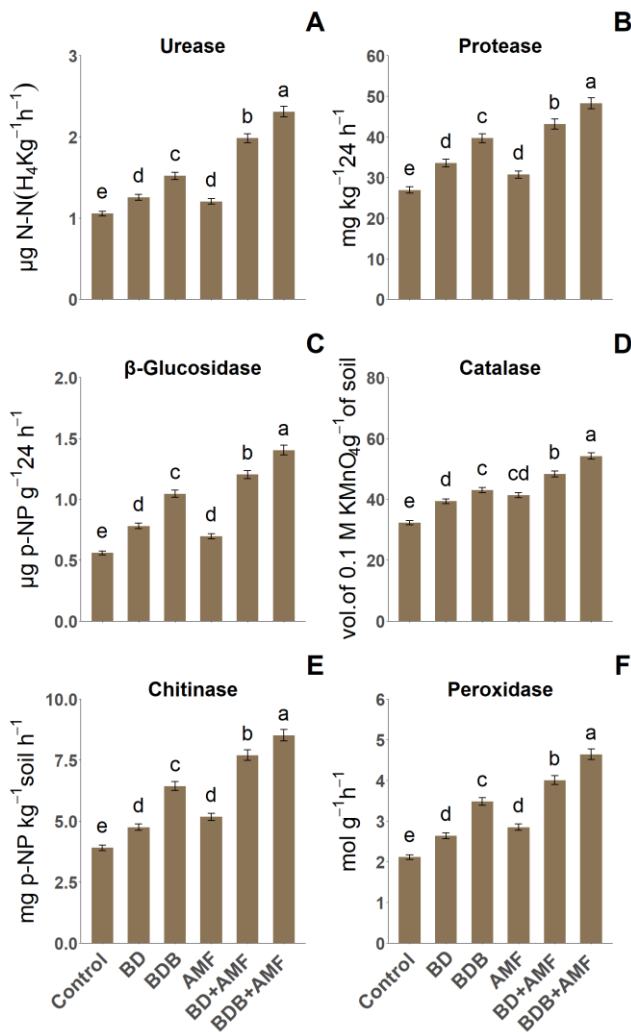 A
Urease
μg N-N(H₄Kg⁻¹h⁻¹)
3
2
1
0
e
d
c
d
b
a
B
Protease
mg kg⁻¹24 h⁻¹
60
50
40
30
20
10
0
e
d
c
d
b
a
C
β-Glucosidase
μg p-NP g⁻¹24 h⁻¹
2.0
1.5
1.0
0.5
0.0
e
d
c
d
b
a
D
Catalase
vol.of 0.1 M KMnO₄g⁻¹of soil
80
60
40
20
0
e
d
c
cd
b
a
E
Chitinase
mg p-NP kg⁻¹soil h⁻¹
10.0
7.5
5.0
2.5
0.0
e
d
c
d
b
a
Control
BD
BDB
AMF
BD+AMF
BDB+AMF
F
Peroxidase
mol g⁻¹h⁻¹
6
5
4
3
2
1
0
e
d
c
d
b
a
Control
BD
BDB
AMF
BD+AMF
BDB+AMF